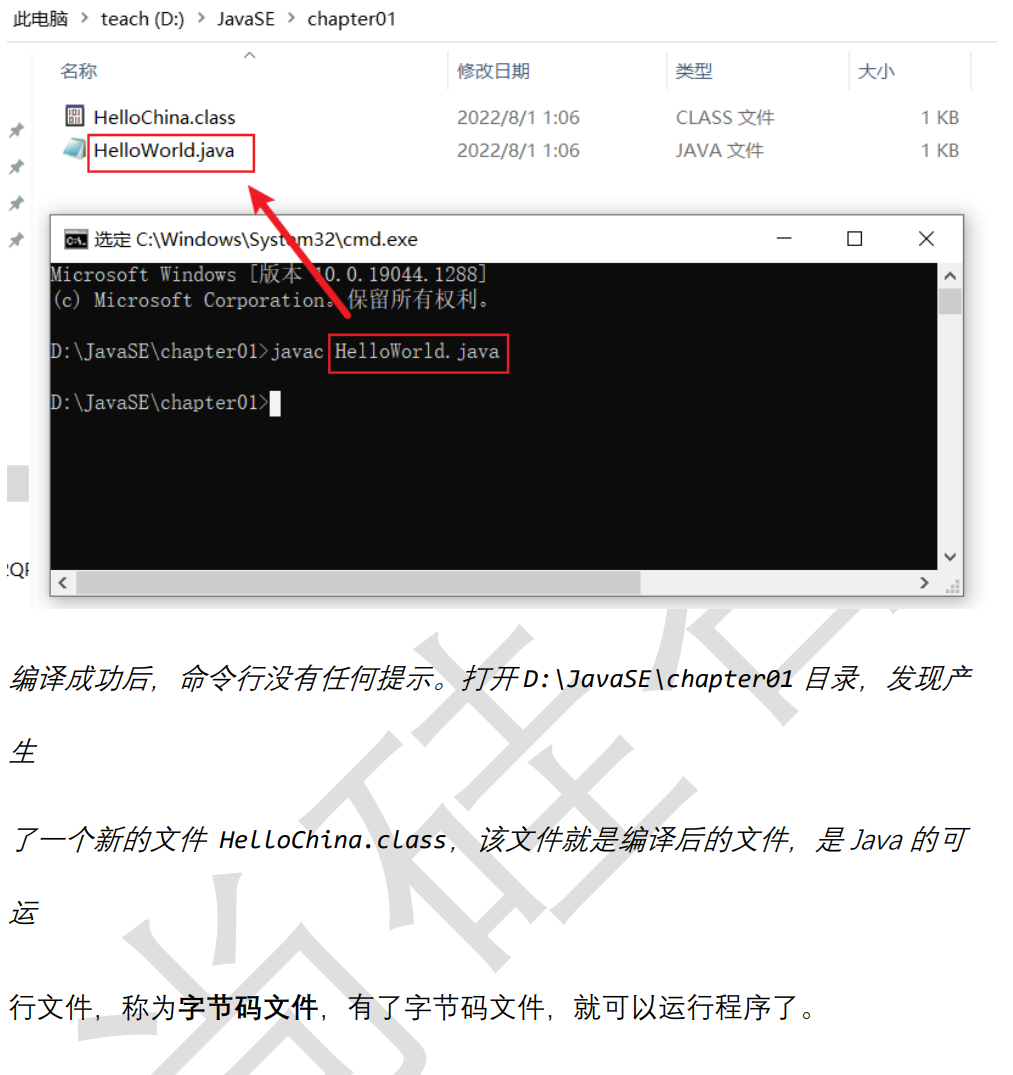 此电脑 > teach (D:) > JavaSE > chapter01
名称 修改日期 类型 大小
HelloChina.class 2022/8/1 1:06 CLASS 文件 1 KB
HelloWorld.java 2022/8/1 1:06 JAVA 文件 1 KB
选定 C:\Windows\System32\cmd.exe
Microsoft Windows [版本 10.0.19044.1288]
(c) Microsoft Corporation。保留所有权利。
D:\JavaSE\chapter01>javac HelloWorld.java
D:\JavaSE\chapter01>
编译成功后，命令行没有任何提示。打开 D:\JavaSE\chapter01 目录，发现产
生
了一个新的文件 HelloChina.class，该文件就是编译后的文件，是 Java 的可
运
行文件，称为字节码文件，有了字节码文件，就可以运行程序了。
尚硅